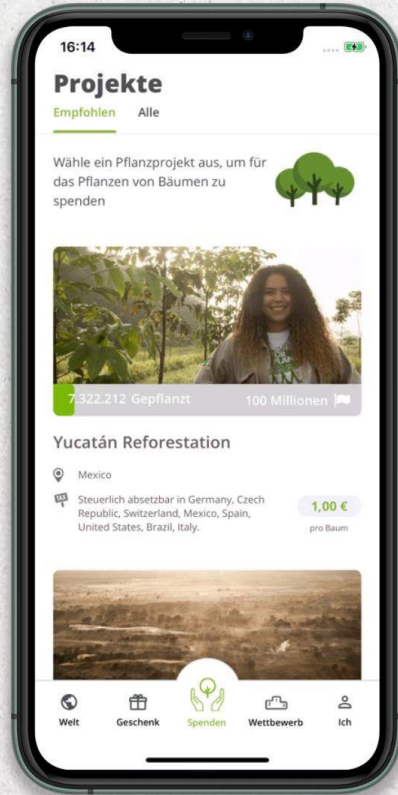 16:14
Projekte
Empfohlen Alle
Wähle ein Pflanzprojekt aus, um für
das Pflanzen von Bäumen zu
spenden
7.322.212 Gepflanzt 100 Millionen
Yucatán Reforestation
Mexico
TAX
Steuerlich absetzbar in Germany, Czech
Republic, Switzerland, Mexico, Spain,
United States, Brazil, Italy.
1,00 €
pro Baum
Welt Geschenk Spenden Wettbewerb Ich